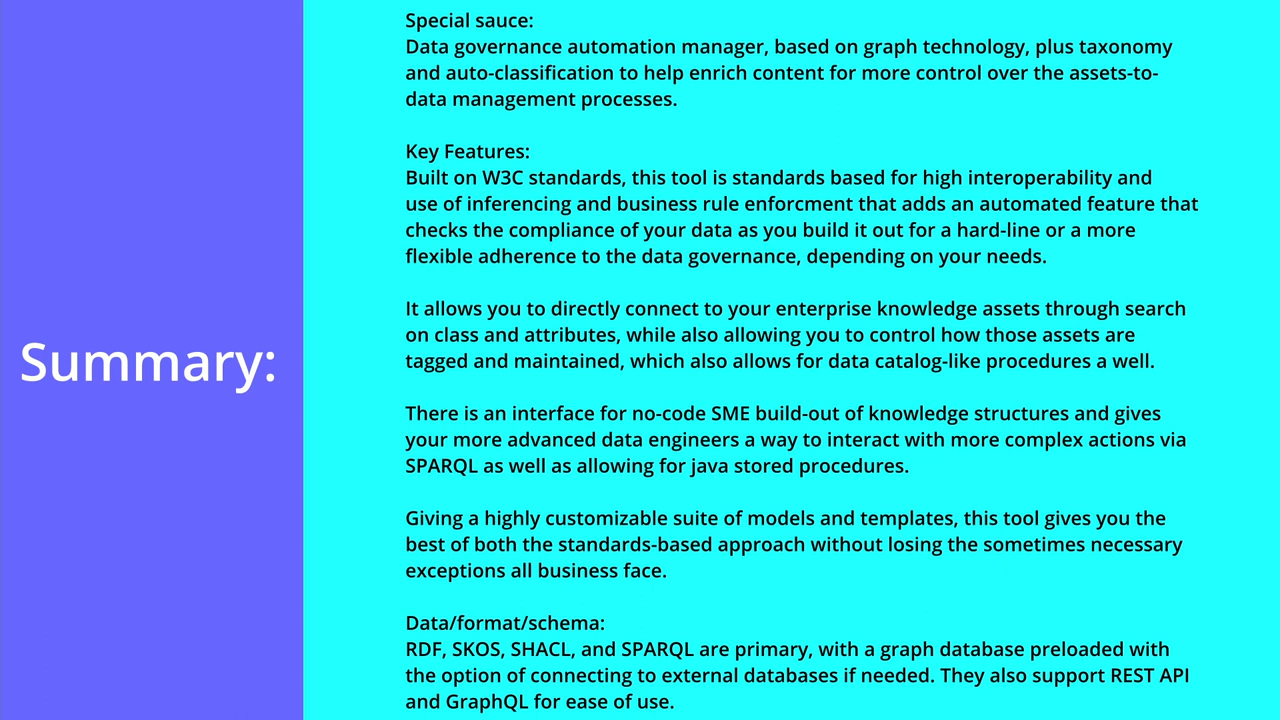 Summary:
Special sauce:
Data governance automation manager, based on graph technology, plus taxonomy
and auto-classification to help enrich content for more control over the assets-to-
data management processes.
Key Features:
Built on W3C standards, this tool is standards based for high interoperability and
use of inferencing and business rule enforcment that adds an automated feature that
checks the compliance of your data as you build it out for a hard-line or a more
flexible adherence to the data governance, depending on your needs.
It allows you to directly connect to your enterprise knowledge assets through search
on class and attributes, while also allowing you to control how those assets are
tagged and maintained, which also allows for data catalog-like procedures a well.
There is an interface for no-code SME build-out of knowledge structures and gives
your more advanced data engineers a way to interact with more complex actions via
SPARQL as well as allowing for java stored procedures.
Giving a highly customizable suite of models and templates, this tool gives you the
best of both the standards-based approach without losing the sometimes necessary
exceptions all business face.
Data/format/schema:
RDF, SKOS, SHACL, and SPARQL are primary, with a graph database preloaded with
the option of connecting to external databases if needed. They also support REST API
and GraphQL for ease of use.